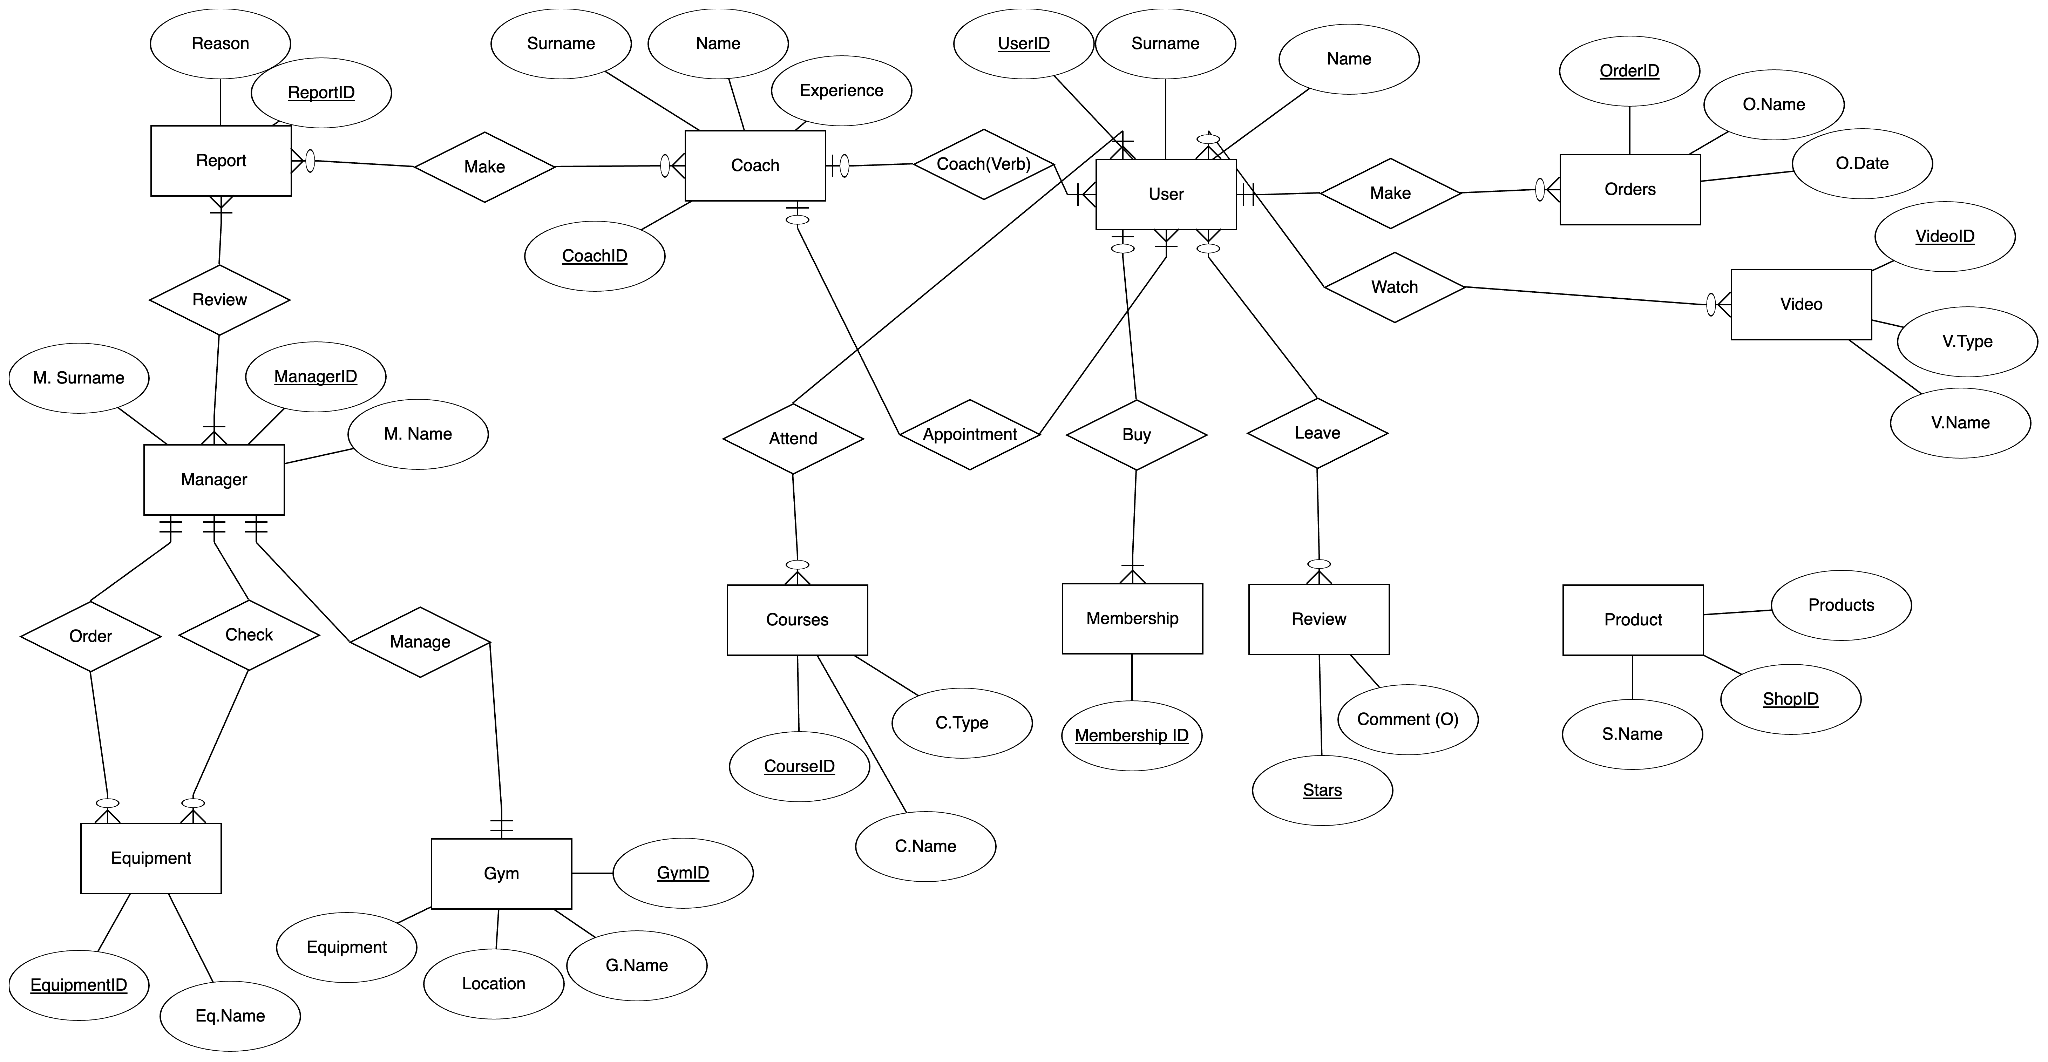 Reason
Surname
Name
UserID
Surname
Name
OrderID
ReportID
Experience
O.Name
Report
Make
Coach
Coach(Verb)
User
Make
Orders
O.Date
CoachID
VideoID
Review
Watch
Video
V.Type
M. Surname
ManagerID
M. Name
V.Name
Manager
Attend
Appointment
Buy
Leave
Order
Check
Manage
Courses
Membership
Review
Product
Products
ShopID
C.Type
Comment (O)
S.Name
Membership ID
CourseID
Stars
C.Name
Equipment
Gym
GymID
Equipment
Location
G.Name
EquipmentID
Eq.Name